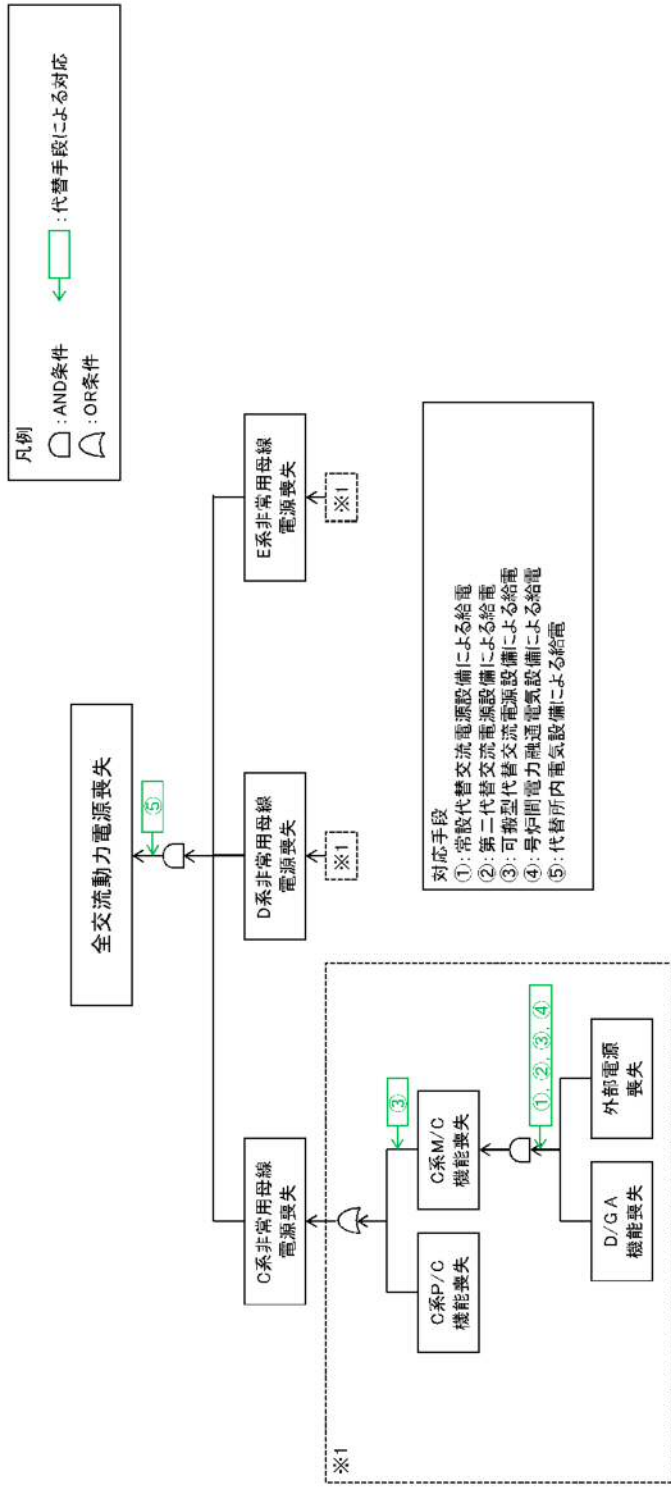 凡例
:AND条件
:代替手段による対応
:OR条件
全交流動力電源喪失
⑤
C系非常用母線
電源喪失
D系非常用母線
電源喪失
E系非常用母線
電源喪失
※1
※1
※1
③
C系P/C
機能喪失
C系M/C
機能喪失
①,②,③,④
D/G A
機能喪失
外部電源
喪失
対応手段
①:常設代替交流電源設備による給電
②:第二代替交流電源設備による給電
③:可搬型代替交流電源設備による給電
④:号炉間電力融通電気設備による給電
⑤:代替所内電気設備による給電